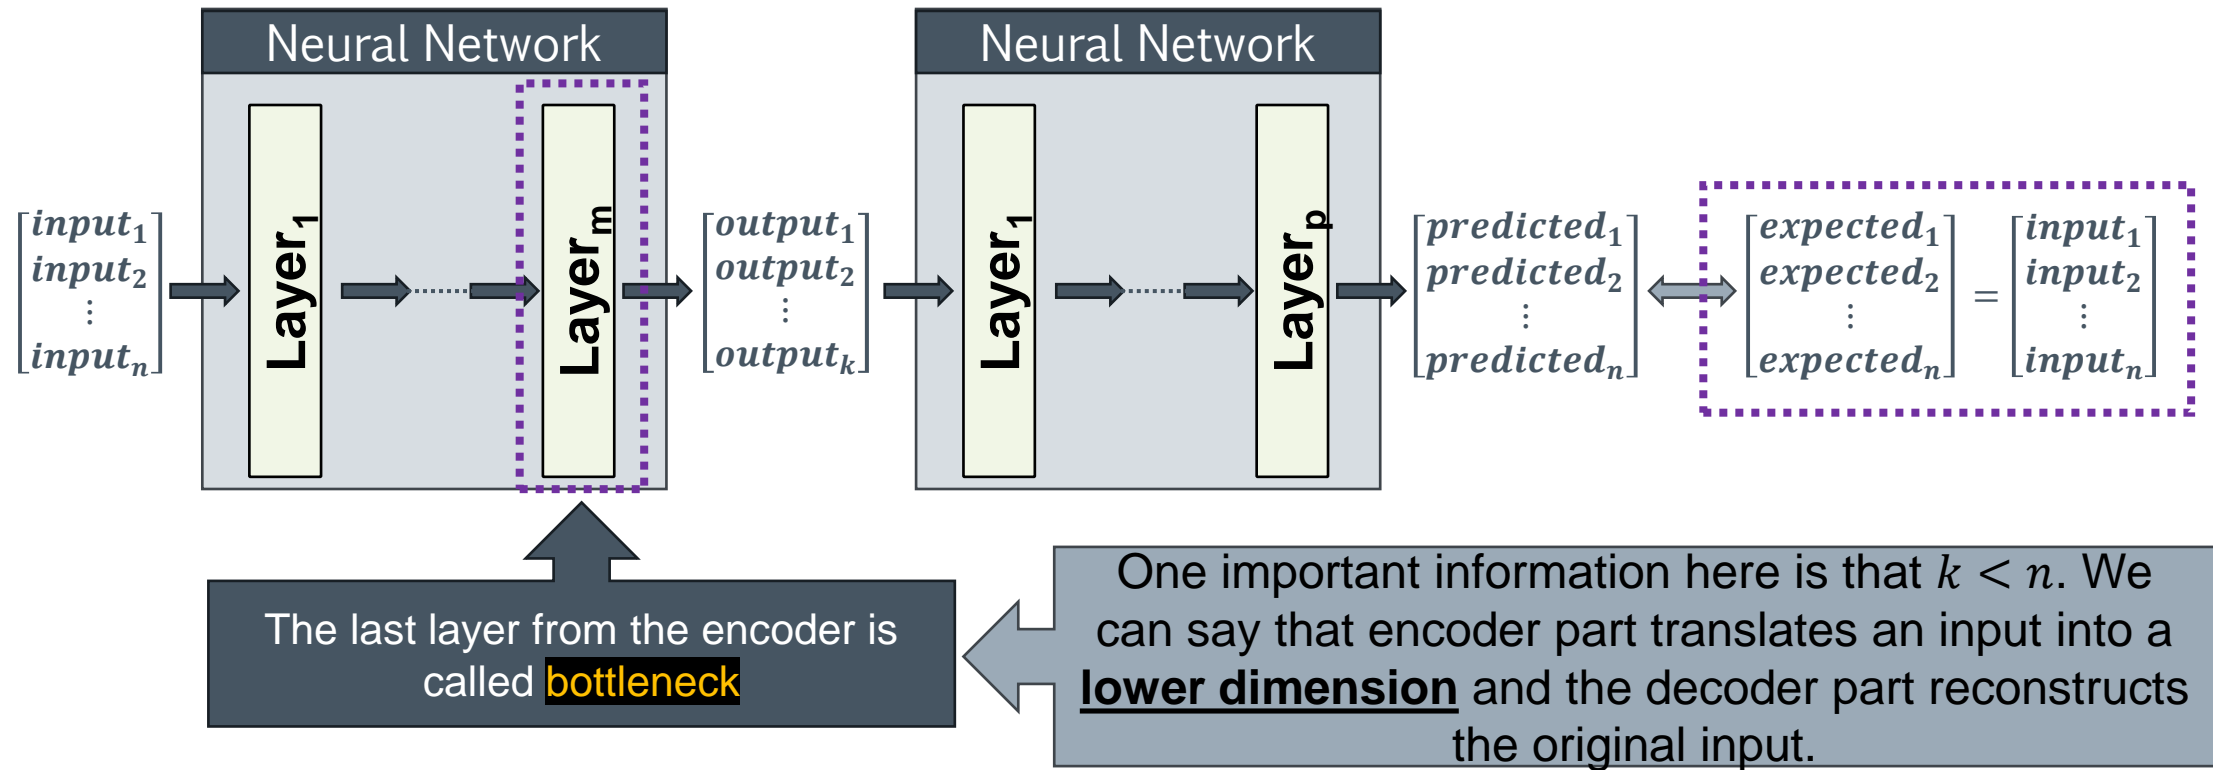 Neural Network
Neural Network
input₁
input₂
⋮
inputₙ
Layer₁
Layerₘ
output₁
output₂
⋮
outputₖ
Layer₁
Layerₚ
predicted₁
predicted₂
⋮
predictedₙ
expected₁
expected₂
⋮
expectedₙ
=
input₁
input₂
⋮
inputₙ
The last layer from the encoder is
called bottleneck
One important information here is that k < n. We
can say that encoder part translates an input into a
lower dimension and the decoder part reconstructs
the original input.